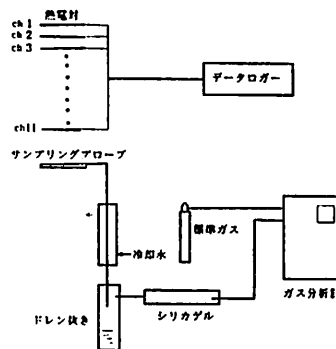 熱電対
ch 1
ch 2
ch 3
ch11
データロガー
サンプリングプローブ
標準ガス
冷却水
ガス分析計
シリカゲル
ドレン抜き